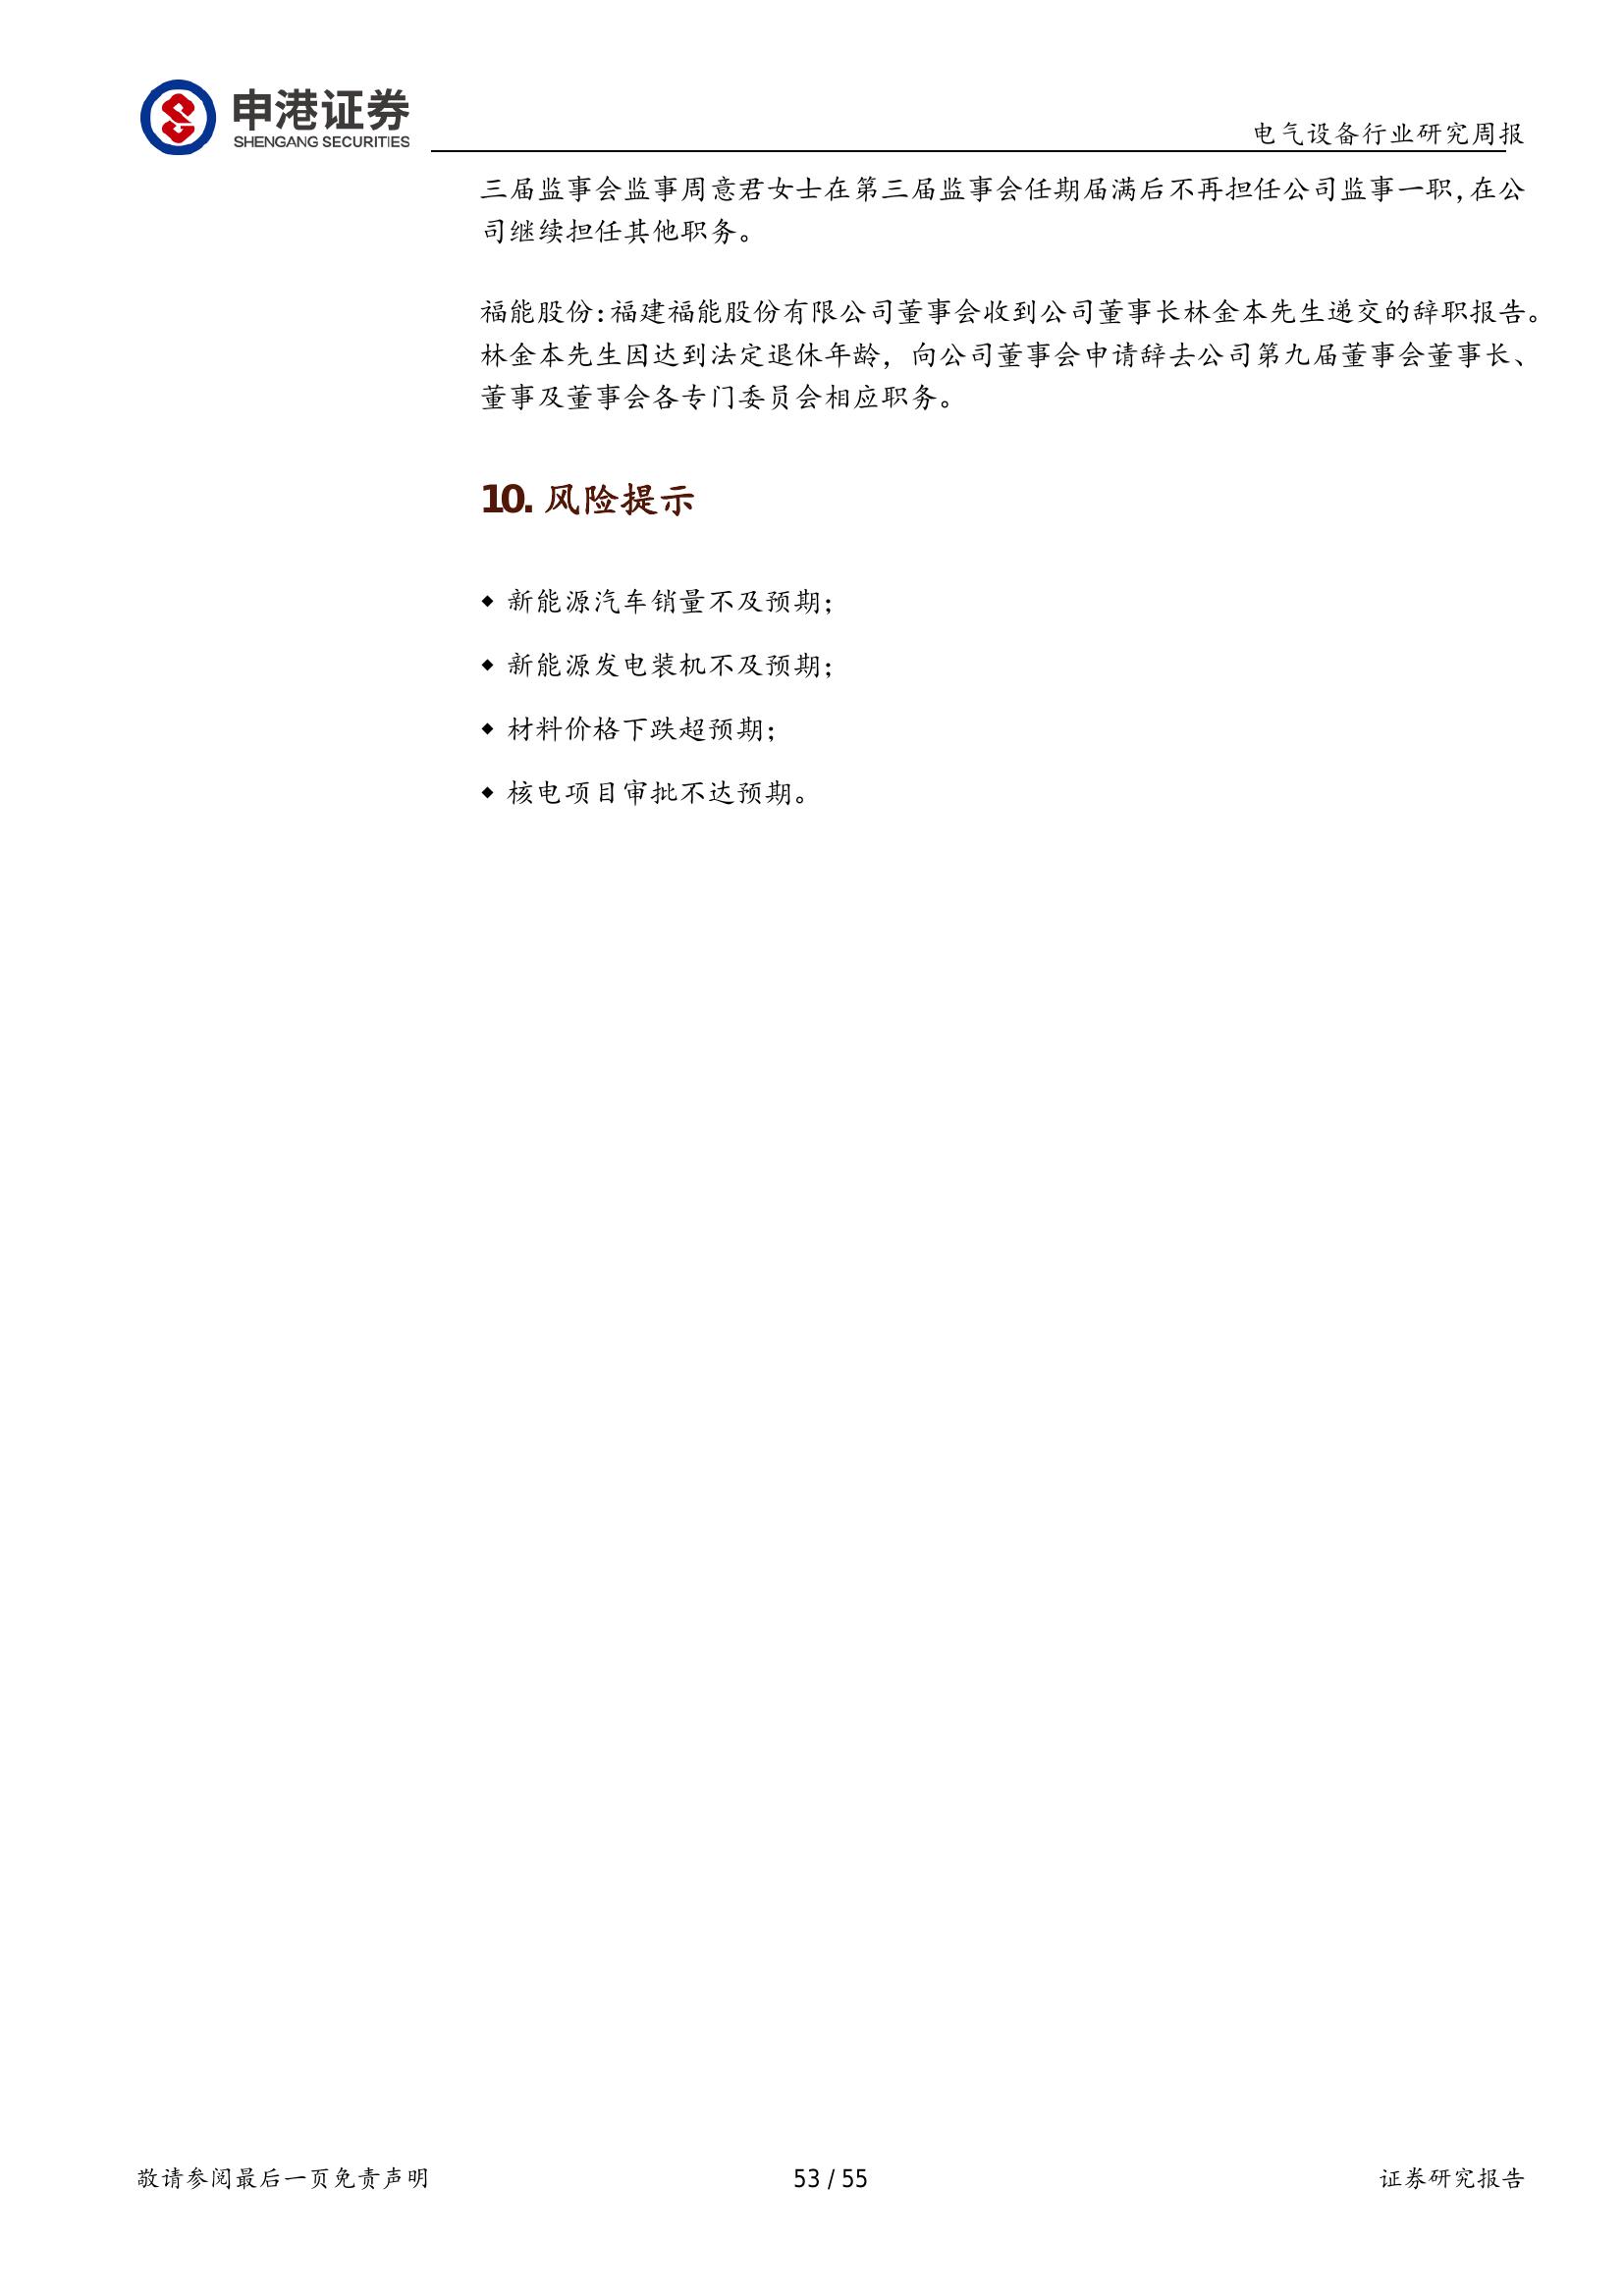 申港证券
SHENGANG SECURITIES
电气设备行业研究周报
三届监事会监事周意君女士在第三届监事会任期届满后不再担任公司监事一职,在公
司继续担任其他职务。
福能股份:福建福能股份有限公司董事会收到公司董事长林金本先生递交的辞职报告。
林金本先生因达到法定退休年龄，向公司董事会申请辞去公司第九届董事会董事长、
董事及董事会各专门委员会相应职务。
10. 风险提示
◆ 新能源汽车销量不及预期；
◆ 新能源发电装机不及预期；
◆ 材料价格下跌超预期；
◆ 核电项目审批不达预期。
敬请参阅最后一页免责声明
53 / 55
证券研究报告